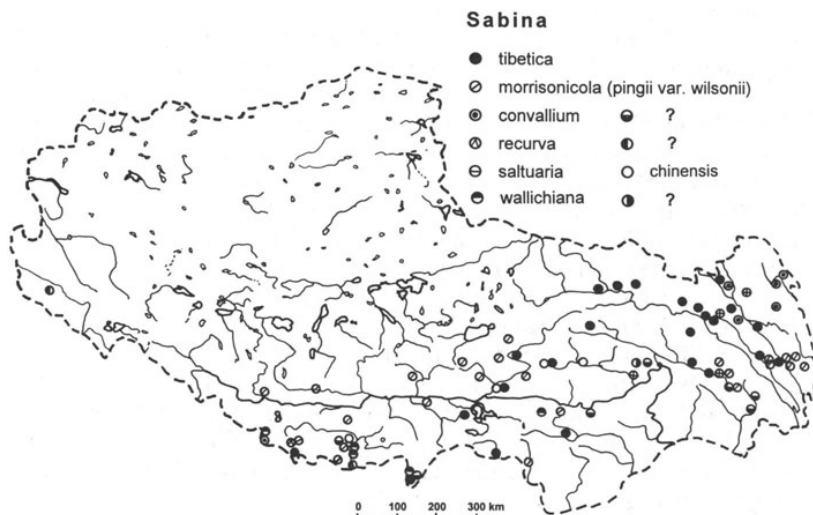 Sabina
tibetica
morrisonicola (pingii var. wilsonii)
convallium ?
recurva ?
saltuaria chinensis
wallichiana ?
0 100 200 300 km